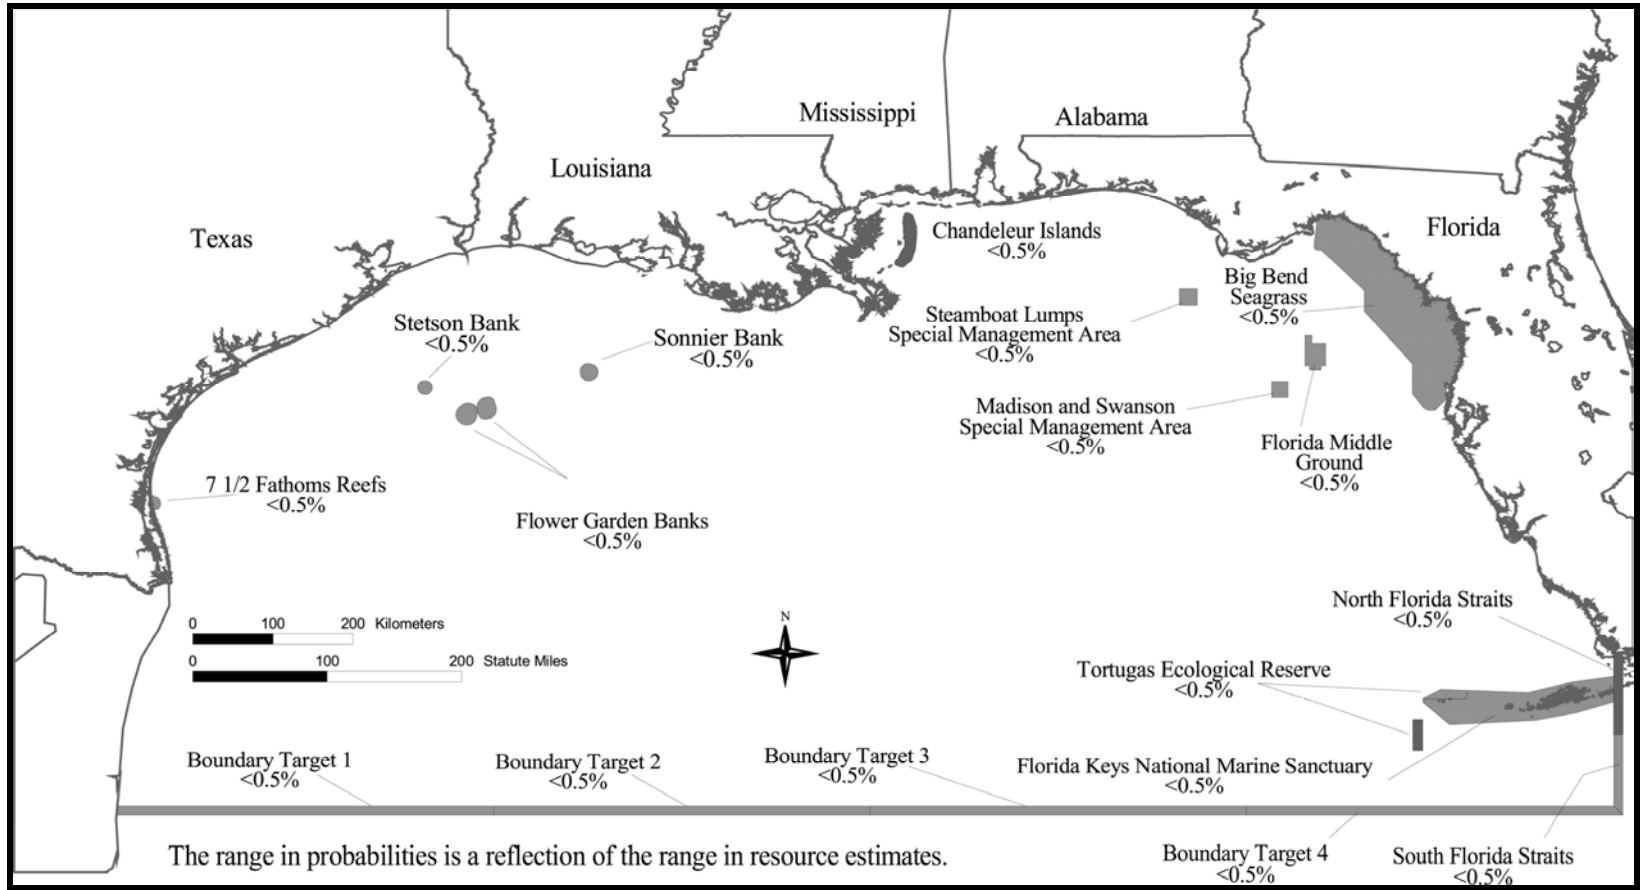 Mississippi
Alabama
Louisiana
Texas
Florida
Chandeleur Islands
<0.5%
Big Bend
Seagrass
<0.5%
Steamboat Lumps
Special Management Area
<0.5%
Stetson Bank
<0.5%
Sonnier Bank
<0.5%
Madison and Swanson
Special Management Area
<0.5%
Florida Middle
Ground
<0.5%
7 1/2 Fathoms Reefs
<0.5%
Flower Garden Banks
<0.5%
North Florida Straits
<0.5%
N
0 100 200 Kilometers
0 100 200 Statute Miles
Tortugas Ecological Reserve
<0.5%
Boundary Target 1
<0.5%
Boundary Target 2
<0.5%
Boundary Target 3
<0.5%
Florida Keys National Marine Sanctuary
<0.5%
The range in probabilities is a reflection of the range in resource estimates.
Boundary Target 4
<0.5%
South Florida Straits
<0.5%